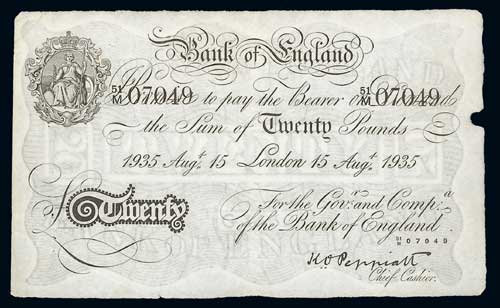 Bank of England
51/M 07049 51/M 07049
to pay the Bearer on
the Sum of Twenty Pounds
1935 Augt. 15 London 15 Augt. 1935
£ Twenty
For the Govr. and Compa.
of the Bank of England
51/M 07049
K O Peppiatt
Chief Cashier.